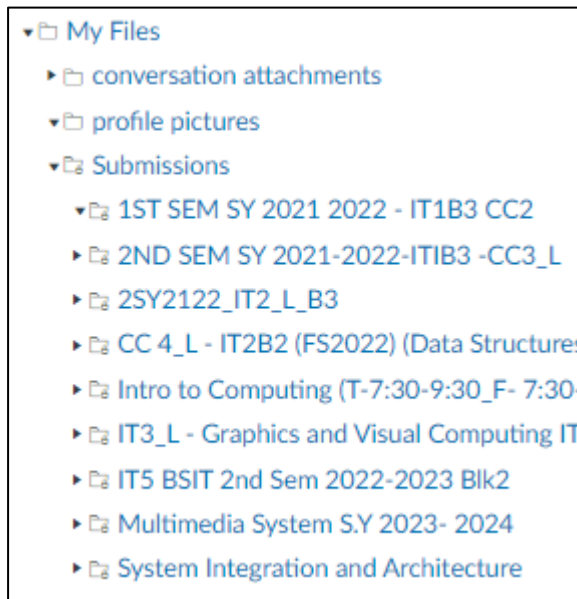 My Files
conversation attachments
profile pictures
Submissions
1ST SEM SY 2021 2022 - IT1B3 CC2
2ND SEM SY 2021-2022-ITIB3 -CC3_L
2SY2122_IT2_L_B3
CC 4_L - IT2B2 (FS2022) (Data Structures
Intro to Computing (T-7:30-9:30_F- 7:30-
IT3_L - Graphics and Visual Computing IT
IT5 BSIT 2nd Sem 2022-2023 Blk2
Multimedia System S.Y 2023- 2024
System Integration and Architecture